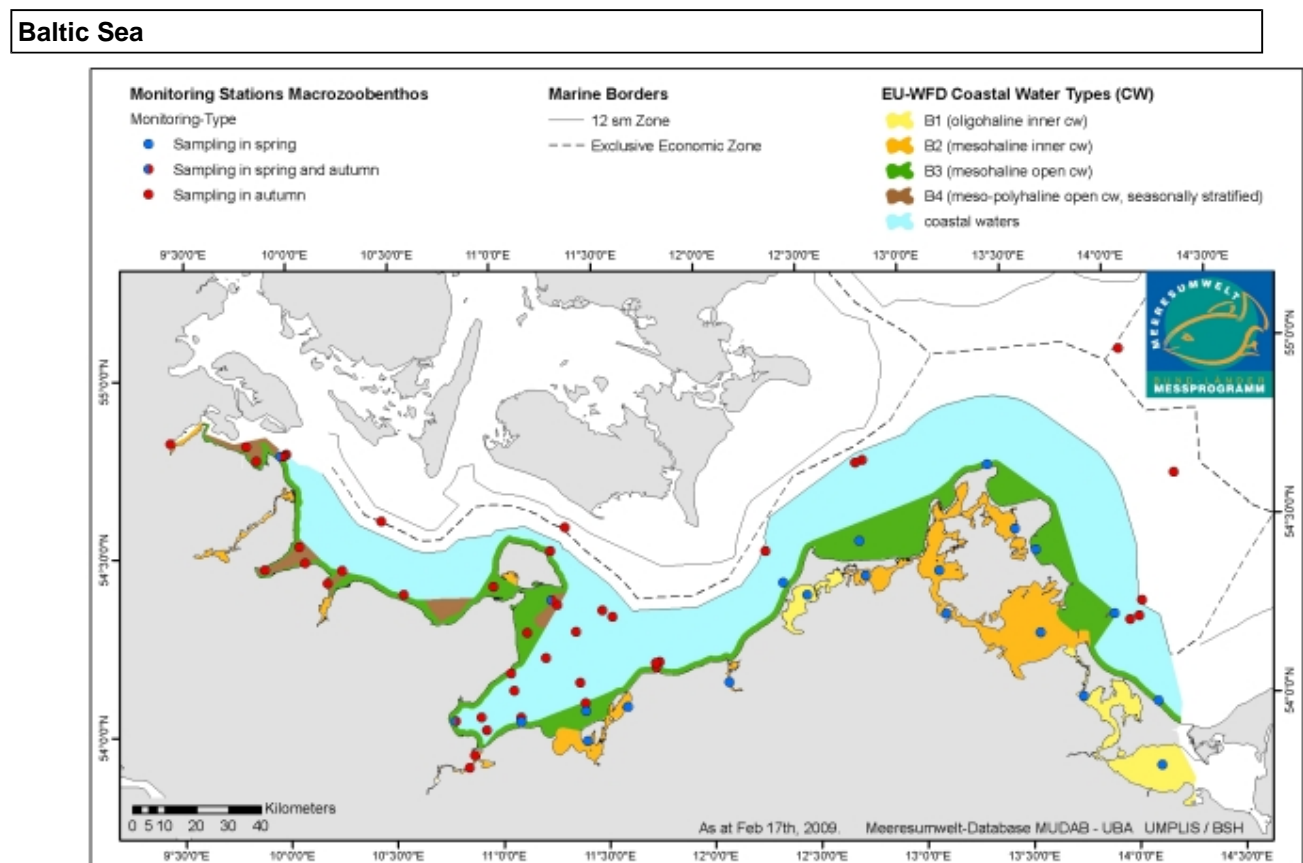 Baltic Sea
Monitoring Stations Macrozoobenthos
Monitoring-Type
Sampling in spring
Sampling in spring and autumn
Sampling in autumn
Marine Borders
12 sm Zone
Exclusive Economic Zone
EU-WFD Coastal Water Types (CW)
B1 (oligohaline inner cw)
B2 (mesohaline inner cw)
B3 (mesohaline open cw)
B4 (meso-polyhaline open cw, seasonally stratified)
coastal waters
9°30'0"E 10°0'0"E 10°30'0"E 11°0'0"E 11°30'0"E 12°0'0"E 12°30'0"E 13°0'0"E 13°30'0"E 14°0'0"E 14°30'0"E
MEERESUMWELT
BUND-LÄNDER
MESSPROGRAMM
55°0'0"N
54°30'0"N
54°0'0"N
55°0'0"N
54°30'0"N
54°0'0"N
Kilometers
0 5 10 20 30 40
As at Feb 17th, 2009. Meeresumwelt-Database MUDAB - UBA UMPLIS / BSH
9°30'0"E 10°0'0"E 10°30'0"E 11°0'0"E 11°30'0"E 12°0'0"E 12°30'0"E 13°0'0"E 13°30'0"E 14°0'0"E 14°30'0"E